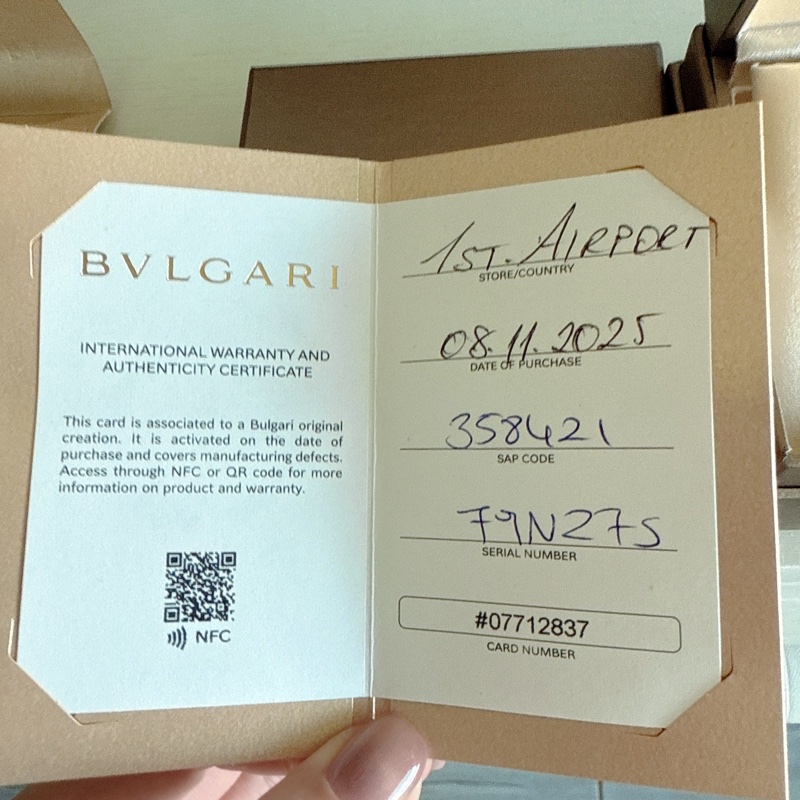 BVLGARI
INTERNATIONAL WARRANTY AND
AUTHENTICITY CERTIFICATE
This card is associated to a Bulgari original
creation. It is activated on the date of
purchase and covers manufacturing defects.
Access through NFC or QR code for more
information on product and warranty.
NFC
1ST. AIRPORT
STORE/COUNTRY
08.11.2025
DATE OF PURCHASE
358421
SAP CODE
79N27S
SERIAL NUMBER
#07712837
CARD NUMBER